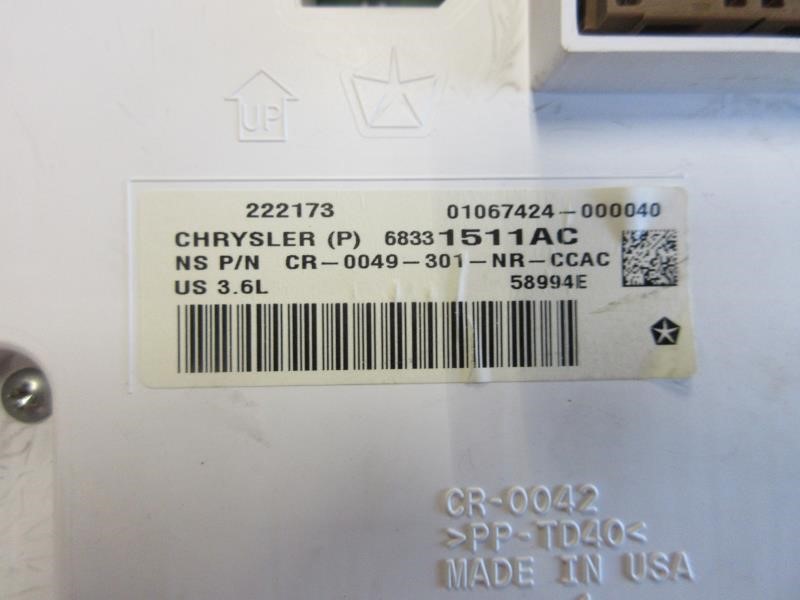 UP
222173 01067424-000040
CHRYSLER (P) 68331511AC
NS P/N CR-0049-301-NR-CCAC
US 3.6L 58994E
CR-0042
>PP-TD40<
MADE IN USA